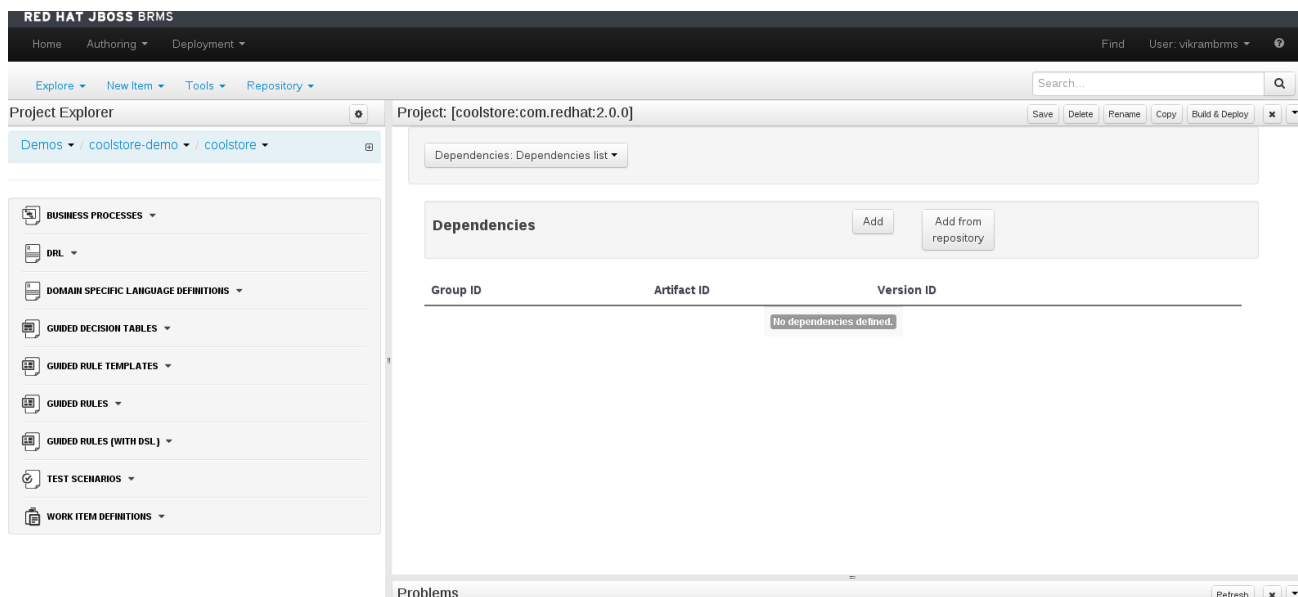 RED HAT JBOSS BRMS
Home Authoring Deployment Find User: vikrambrms
Explore New Item Tools Repository Search...
Project Explorer
Demos / coolstore-demo / coolstore
BUSINESS PROCESSES
DRL
DOMAIN SPECIFIC LANGUAGE DEFINITIONS
GUIDED DECISION TABLES
GUIDED RULE TEMPLATES
GUIDED RULES
GUIDED RULES (WITH DSL)
TEST SCENARIOS
WORK ITEM DEFINITIONS
Project: [coolstore:com.redhat:2.0.0] Save Delete Rename Copy Build & Deploy
Dependencies: Dependencies list
Dependencies Add Add from
repository
Group ID Artifact ID Version ID
No dependencies defined.
Problems Refresh